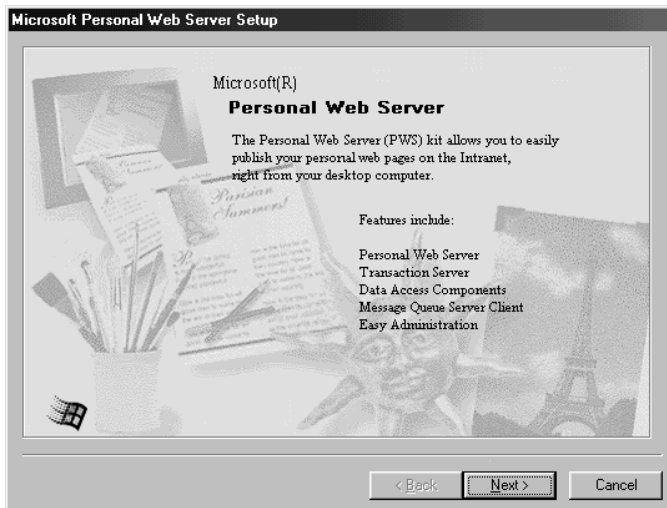 Microsoft Personal Web Server Setup
Microsoft(R)
Personal Web Server
The Personal Web Server (PWS) kit allows you to easily
publish your personal web pages on the Intranet,
right from your desktop computer.
Parisian
Summers!
Features include:
Personal Web Server
Transaction Server
Data Access Components
Message Queue Server Client
Easy Administration
< Back
Next >
Cancel